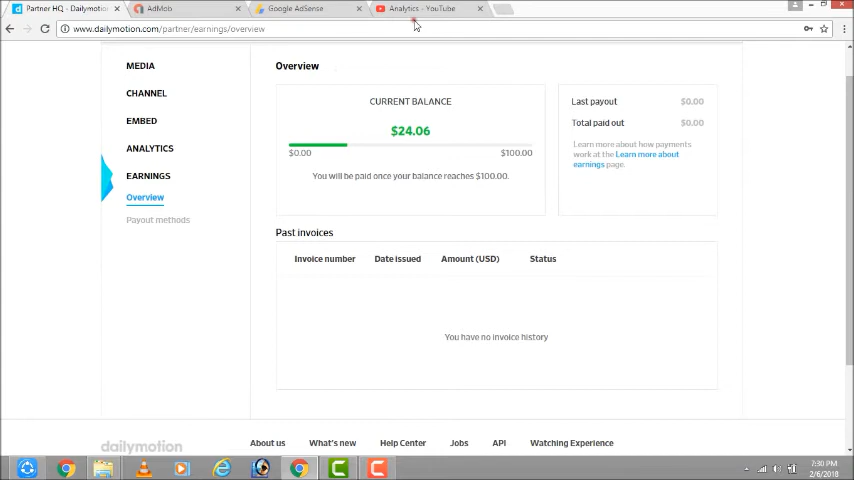 Partner HQ - Dailymotio
AdMob
Google AdSense
Analytics - YouTube
www.dailymotion.com/partner/earnings/overview
MEDIA
CHANNEL
EMBED
ANALYTICS
EARNINGS
Overview
Payout methods
Overview
CURRENT BALANCE
$24.06
$0.00 $100.00
You will be paid once your balance reaches $100.00.
Last payout $0.00
Total paid out $0.00
Learn more about how payments
work at the Learn more about
earnings page.
Past invoices
Invoice number Date issued Amount (USD) Status
You have no invoice history
dailymotion About us What's new Help Center Jobs API Watching Experience
7:30 PM
2/6/2018